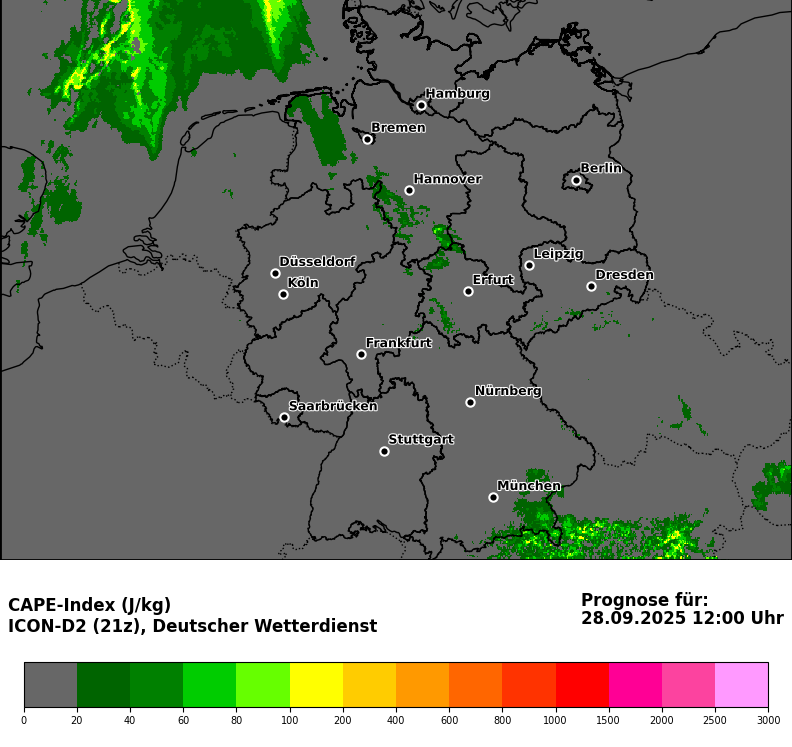 Hamburg
Bremen
Berlin
Hannover
Leipzig
Düsseldorf
Dresden
Köln
Erfurt
Frankfurt
Nürnberg
Saarbrücken
Stuttgart
München
CAPE-Index (J/kg)
ICON-D2 (21z), Deutscher Wetterdienst
Prognose für:
28.09.2025 12:00 Uhr
0 20 40 60 80 100 200 400 600 800 1000 1500 2000 2500 3000